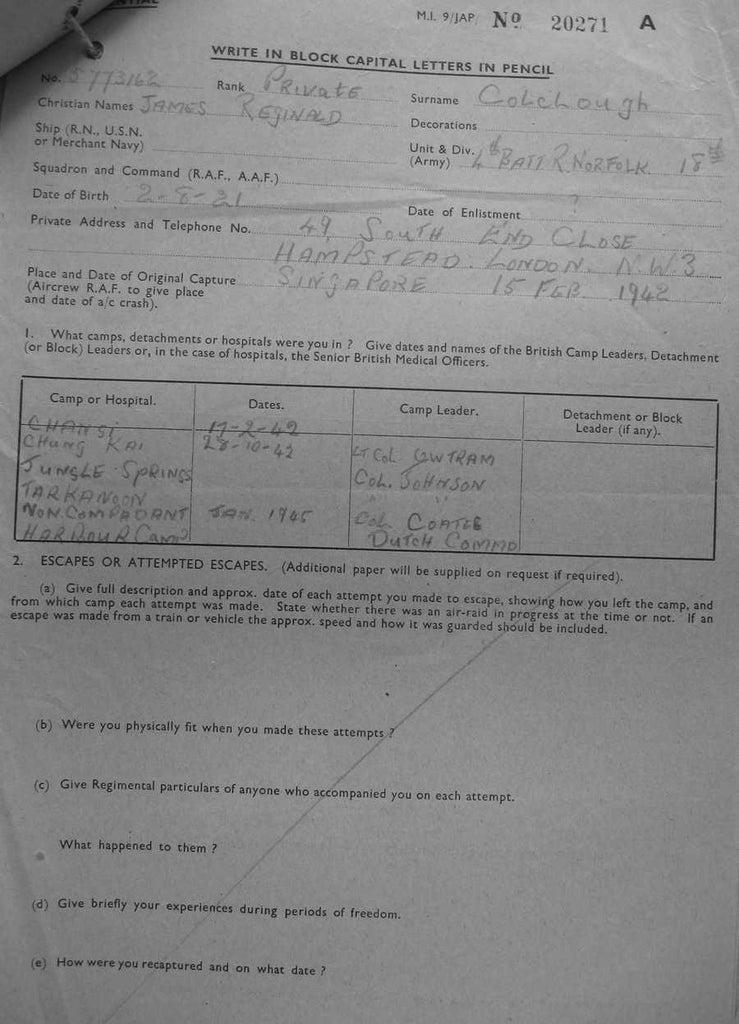 M.I. 9/JAP. No 20271 A
WRITE IN BLOCK CAPITAL LETTERS IN PENCIL
No. 5773162 Rank PRIVATE Surname Colclough
Christian Names JAMES REGINALD
Decorations
Ship (R.N., U.S.N.
or Merchant Navy)
Unit & Div. 4th BATT R. NORFOLK 18th
(Army)
Squadron and Command (R.A.F., A.A.F.)
Date of Birth 2-8-21 Date of Enlistment ?
Private Address and Telephone No. 49 SOUTH END CLOSE
HAMPSTEAD. LONDON. N.W.3
Place and Date of Original Capture SINGAPORE 15 FEB. 1942
(Aircrew R.A.F. to give place
and date of a/c crash).
1. What camps, detachments or hospitals were you in ? Give dates and names of the British Camp Leaders, Detachment
(or Block) Leaders or, in the case of hospitals, the Senior British Medical Officers.
Camp or Hospital. Dates. Camp Leader. Detachment or Block
Leader (if any).
CHANGI 17-2-42
CHUNG KAI 28-10-42 LT COL OWTRAM
JUNGLE SPRINGS COL. JOHNSON
TARKANOON " "
NON. COMPADANT JAN. 1945 COL COATES
HARBOUR CAMP DUTCH COMMD
2. ESCAPES OR ATTEMPTED ESCAPES. (Additional paper will be supplied on request if required).
(a) Give full description and approx. date of each attempt you made to escape, showing how you left the camp, and
from which camp each attempt was made. State whether there was an air-raid in progress at the time or not. If an
escape was made from a train or vehicle the approx. speed and how it was guarded should be included.
(b) Were you physically fit when you made these attempts ?
(c) Give Regimental particulars of anyone who accompanied you on each attempt.
What happened to them ?
(d) Give briefly your experiences during periods of freedom.
(e) How were you recaptured and on what date ?